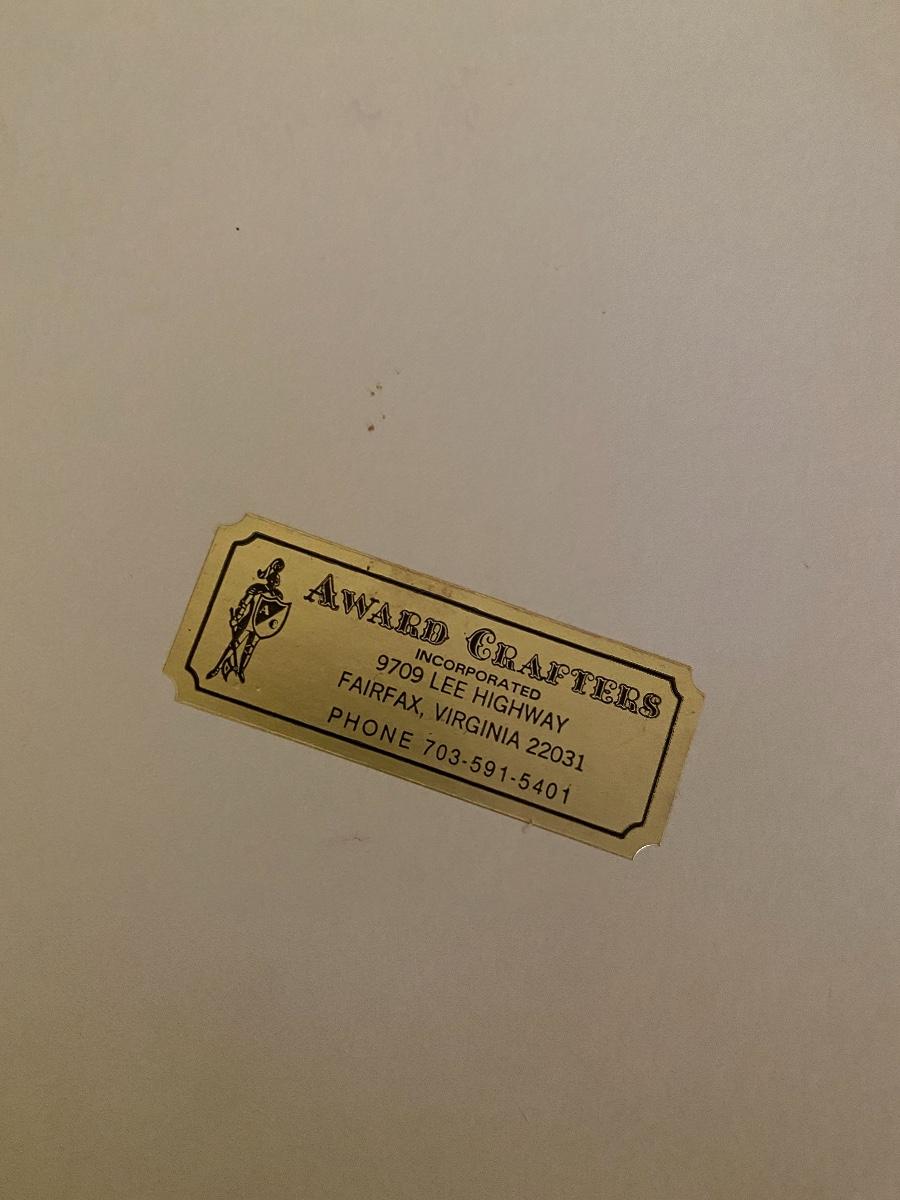 AWARD CRAFTERS
INCORPORATED
9709 LEE HIGHWAY
FAIRFAX, VIRGINIA 22031
PHONE 703-591-5401
A
C